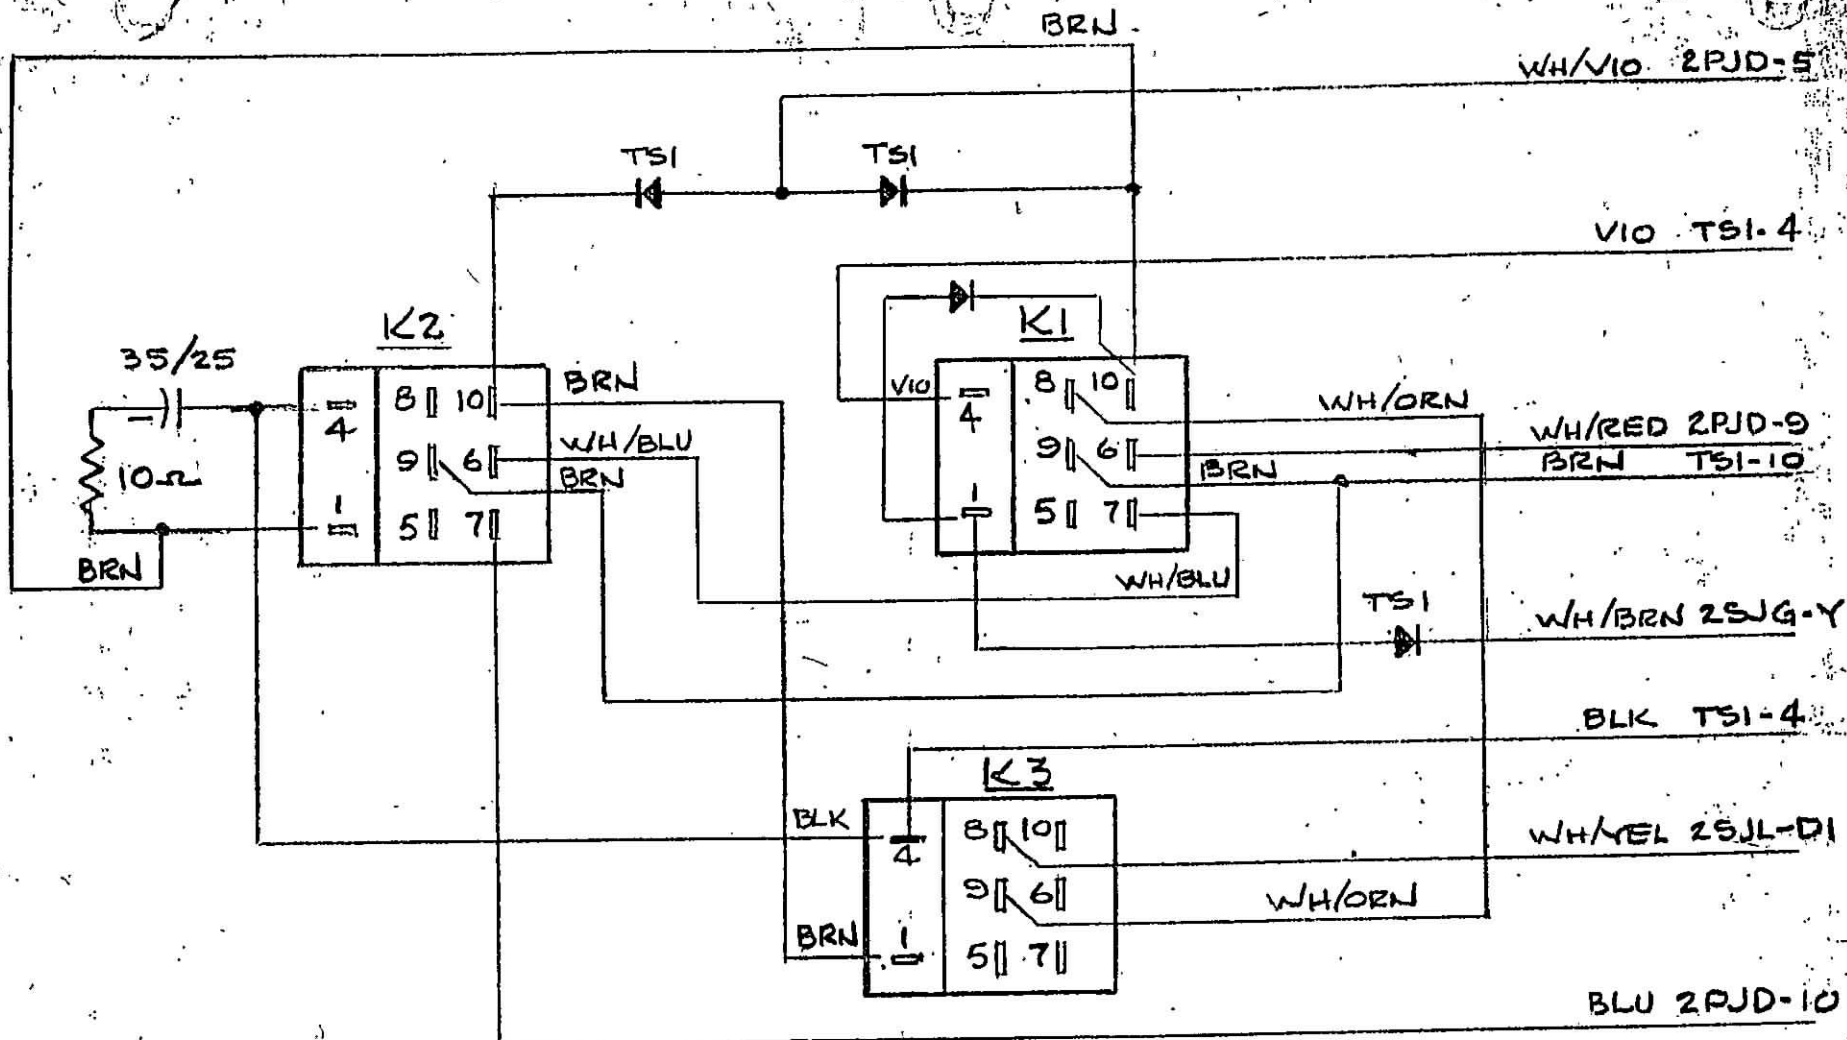 BRN
WH/VIO 2PJD-5
TS1
TS1
VIO TS1-4
K2
K1
35/25
10Ω
BRN
4
1
8 10
9 6
5 7
BRN
WH/BLU
BRN
VIO
4
1
8 10
9 6
5 7
WH/ORN
WH/RED 2PJD-9
BRN
BRN TS1-10
WH/BLU
TS1
WH/BRN 2SJG-Y
BLK TS1-4
K3
BLK
4
BRN
1
8 10
9 6
5 7
WH/YEL 2SJL-D1
WH/ORN
BLU 2PJD-10